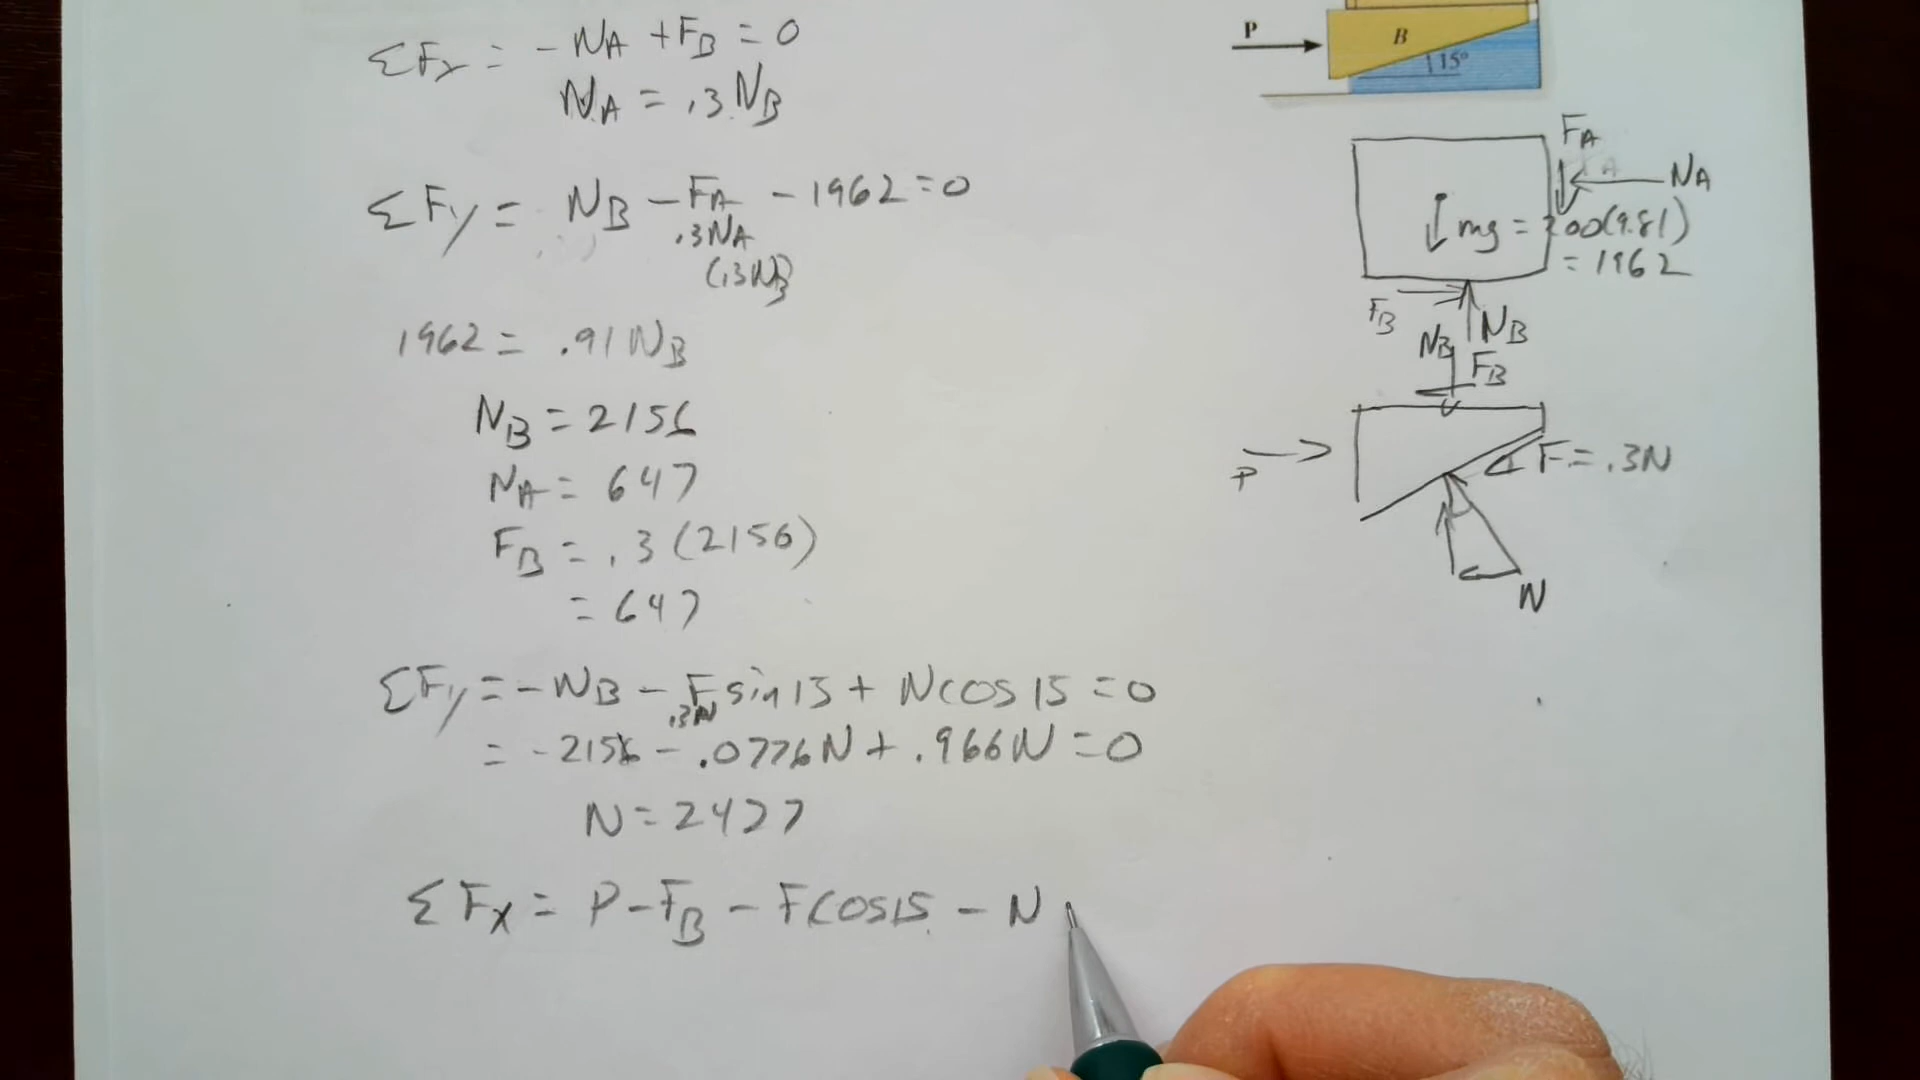 ΣFx = -NA + FB = 0
NA = .3 NB
ΣFy = NB - FA - 1962 = 0
.3NA
(.3NB)
1962 = .91 NB
NB = 2156
NA = 647
FB = .3 (2156)
= 647
ΣFy = -NB - F sin 15 + N cos 15 = 0
.3N
= -2156 - .0776N + .966N = 0
N = 2427
ΣFx = P - FB - F cos 15 - N
P
B
15°
FA
NA
mg = 200(9.81)
= 1962
FB
NB
NB
FB
P
F = .3N
N